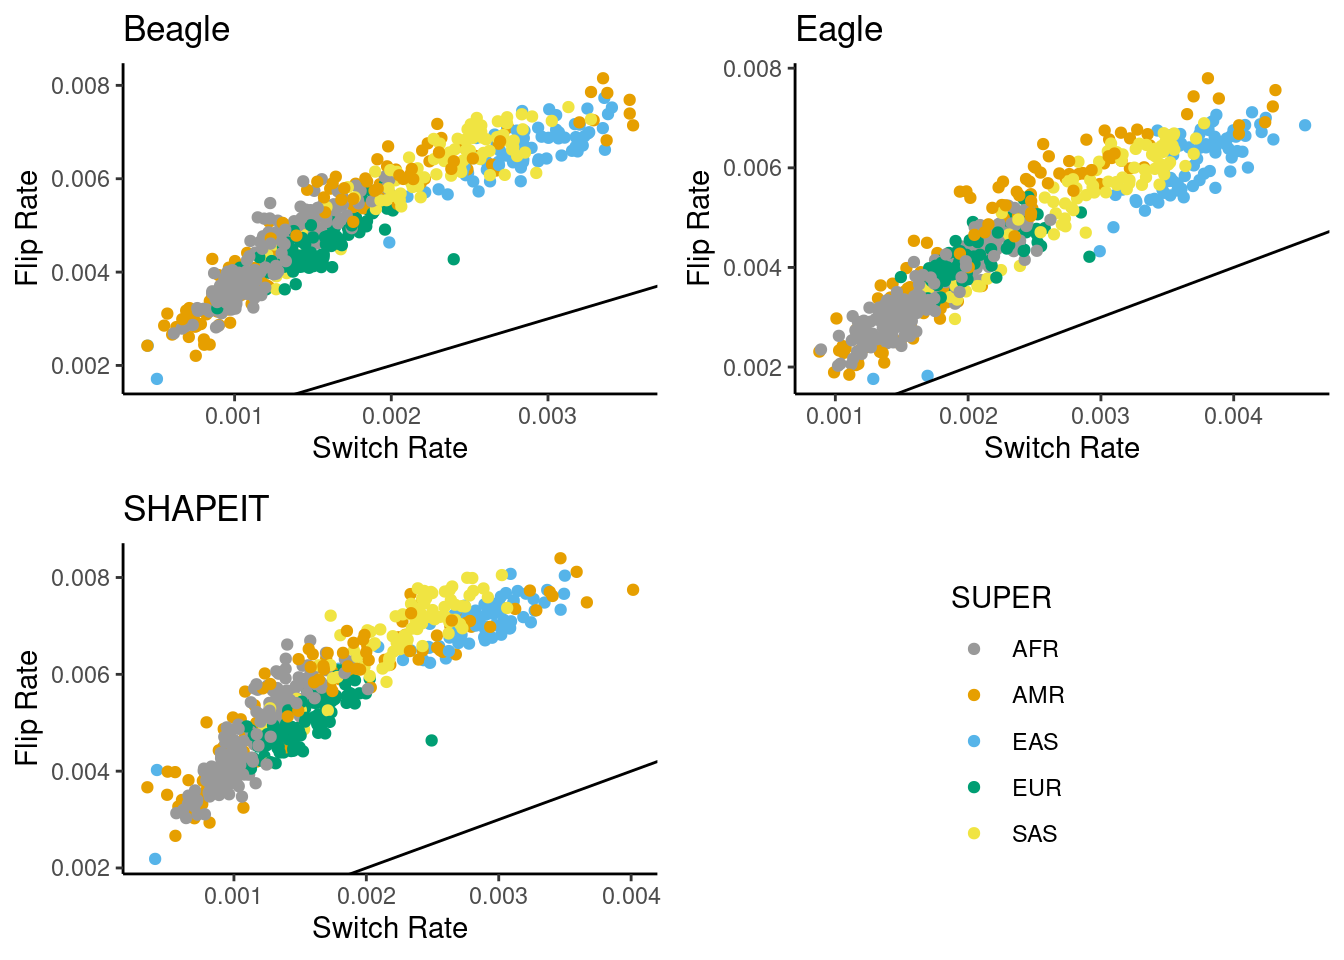 Beagle
0.008
0.006
0.004
0.002
Flip Rate
0.001 0.002 0.003
Switch Rate
Eagle
0.008
0.006
0.004
0.002
Flip Rate
0.001 0.002 0.003 0.004
Switch Rate
SHAPEIT
0.008
0.006
0.004
0.002
Flip Rate
0.001 0.002 0.003 0.004
Switch Rate
SUPER
AFR
AMR
EAS
EUR
SAS